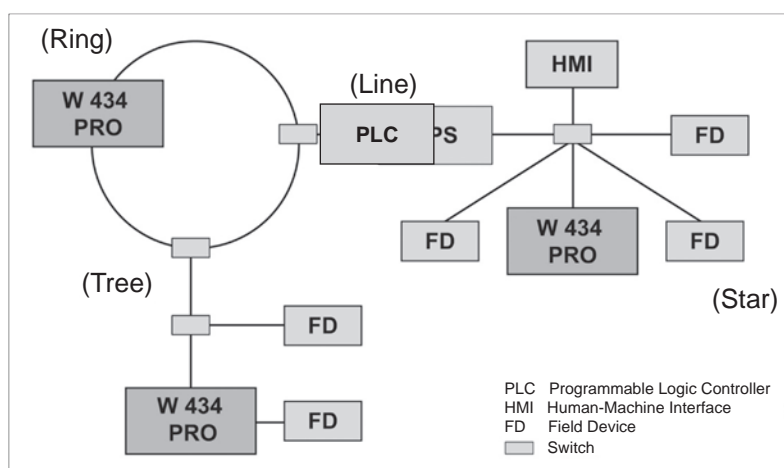 (Ring)
W 434
PRO
(Line)
PLC
PS
HMI
FD
FD
W 434
PRO
FD
(Star)
(Tree)
FD
W 434
PRO
FD
PLC Programmable Logic Controller
HMI Human-Machine Interface
FD Field Device
Switch